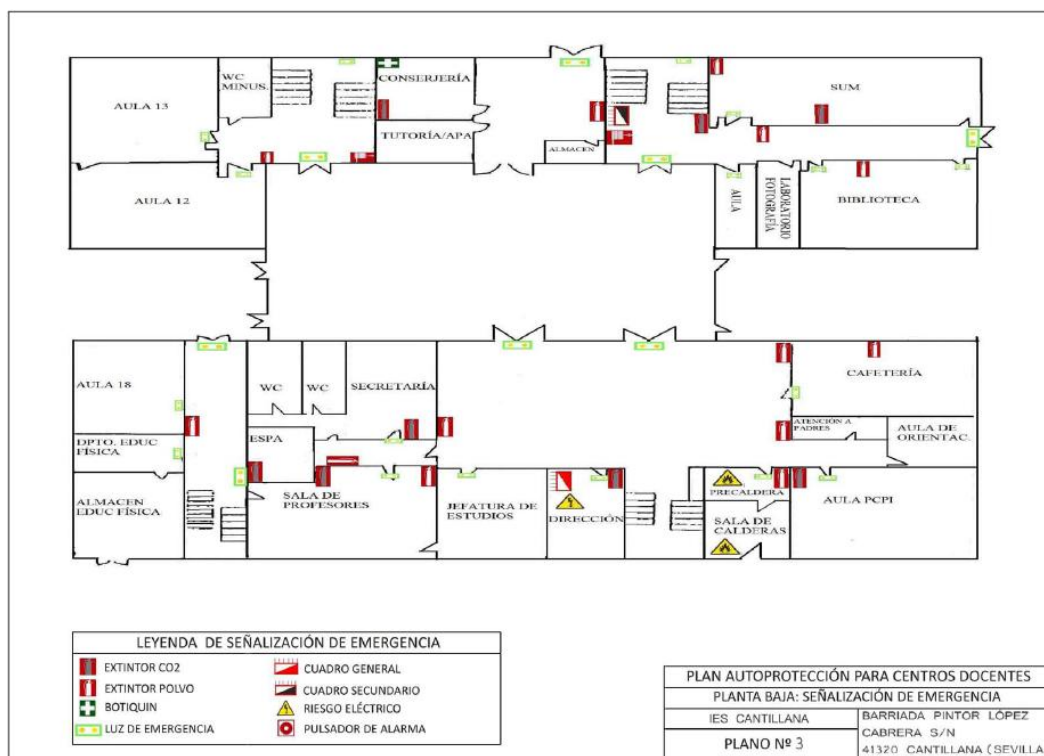 WC
MINUS.
CONSERJERÍA
SUM
AULA 13
TUTORÍA/APA
ALMACEN
AULA 12
AULA
LABORATORIO
FOTOGRAFÍA
BIBLIOTECA
AULA 18
WC
WC
SECRETARÍA
CAFETERÍA
DPTO. EDUC
FÍSICA
ESPA
ATENCIÓN A
PADRES
AULA DE
ORIENTAC.
ALMACEN
EDUC FÍSICA
SALA DE
PROFESORES
JEFATURA DE
ESTUDIOS
DIRECCIÓN
PRECALDERA
SALA DE
CALDERAS
AULA PCPI
LEYENDA DE SEÑALIZACIÓN DE EMERGENCIA
EXTINTOR CO2
CUADRO GENERAL
EXTINTOR POLVO
CUADRO SECUNDARIO
BOTIQUIN
RIESGO ELÉCTRICO
LUZ DE EMERGENCIA
PULSADOR DE ALARMA
PLAN AUTOPROTECCIÓN PARA CENTROS DOCENTES
PLANTA BAJA: SEÑALIZACIÓN DE EMERGENCIA
IES CANTILLANA
PLANO Nº 3
BARRIADA PINTOR LÓPEZ
CABRERA S/N
41320 CANTILLANA (SEVILLA